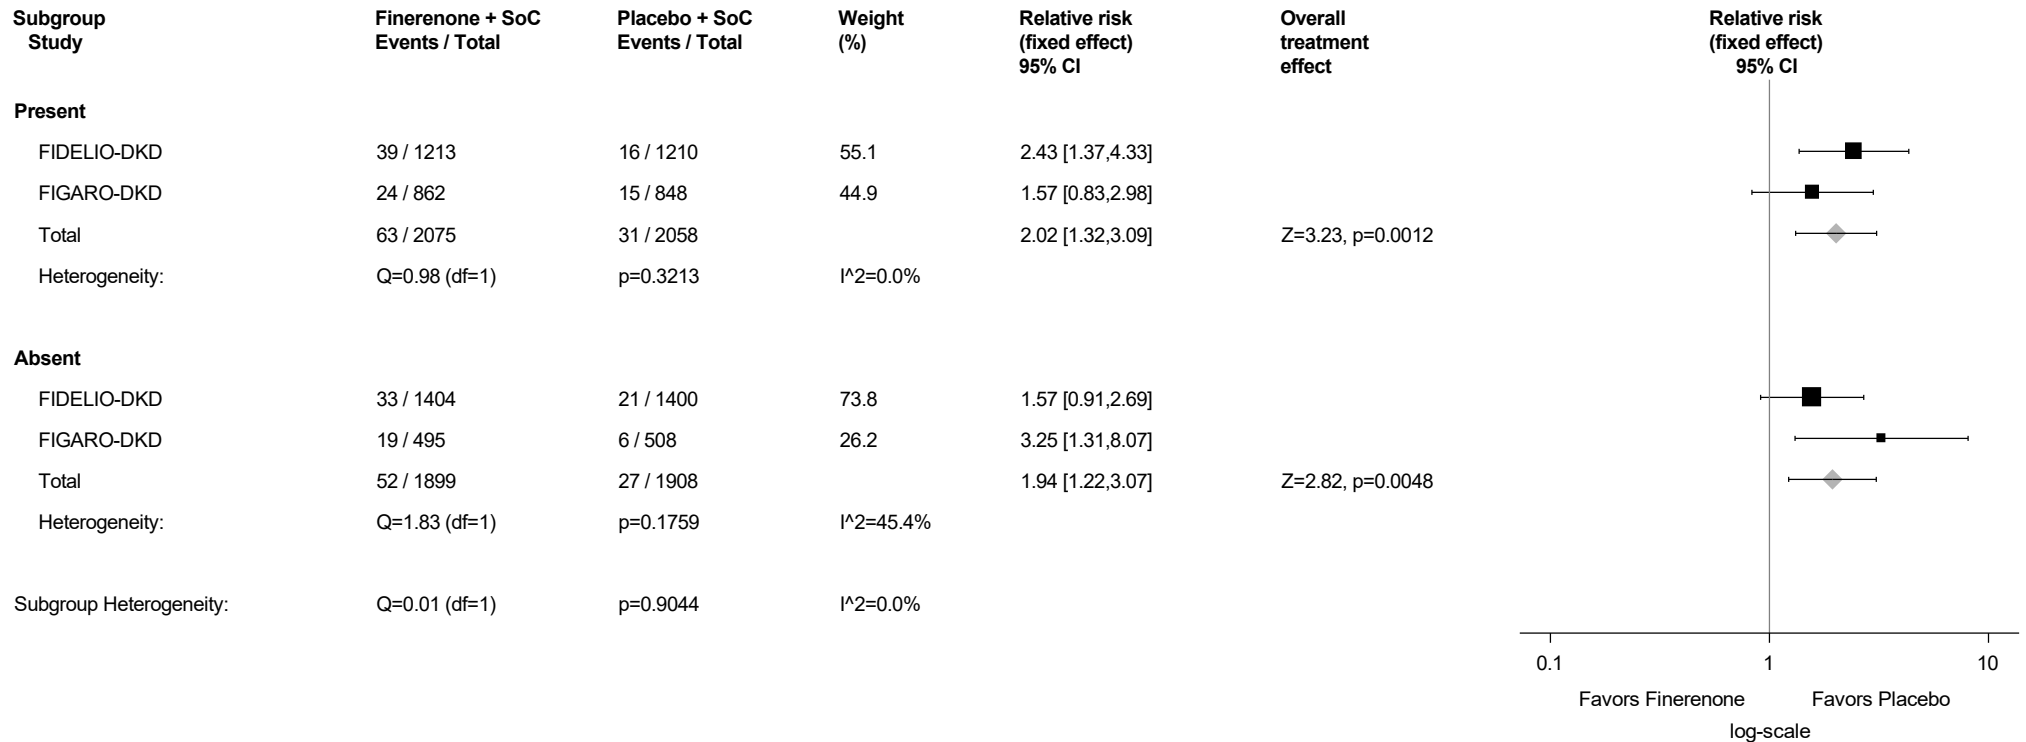 Subgroup Finerenone + SoC Placebo + SoC Weight Relative risk Overall Relative risk
Study Events / Total Events / Total (%) (fixed effect) treatment (fixed effect)
95% CI effect 95% CI
Present
FIDELIO-DKD 39 / 1213 16 / 1210 55.1 2.43 [1.37,4.33]
FIGARO-DKD 24 / 862 15 / 848 44.9 1.57 [0.83,2.98]
Total 63 / 2075 31 / 2058 2.02 [1.32,3.09] Z=3.23, p=0.0012
Heterogeneity: Q=0.98 (df=1) p=0.3213 I^2=0.0%
Absent
FIDELIO-DKD 33 / 1404 21 / 1400 73.8 1.57 [0.91,2.69]
FIGARO-DKD 19 / 495 6 / 508 26.2 3.25 [1.31,8.07]
Total 52 / 1899 27 / 1908 1.94 [1.22,3.07] Z=2.82, p=0.0048
Heterogeneity: Q=1.83 (df=1) p=0.1759 I^2=45.4%
Subgroup Heterogeneity: Q=0.01 (df=1) p=0.9044 I^2=0.0%
0.1 1 10
Favors Finerenone Favors Placebo
log-scale